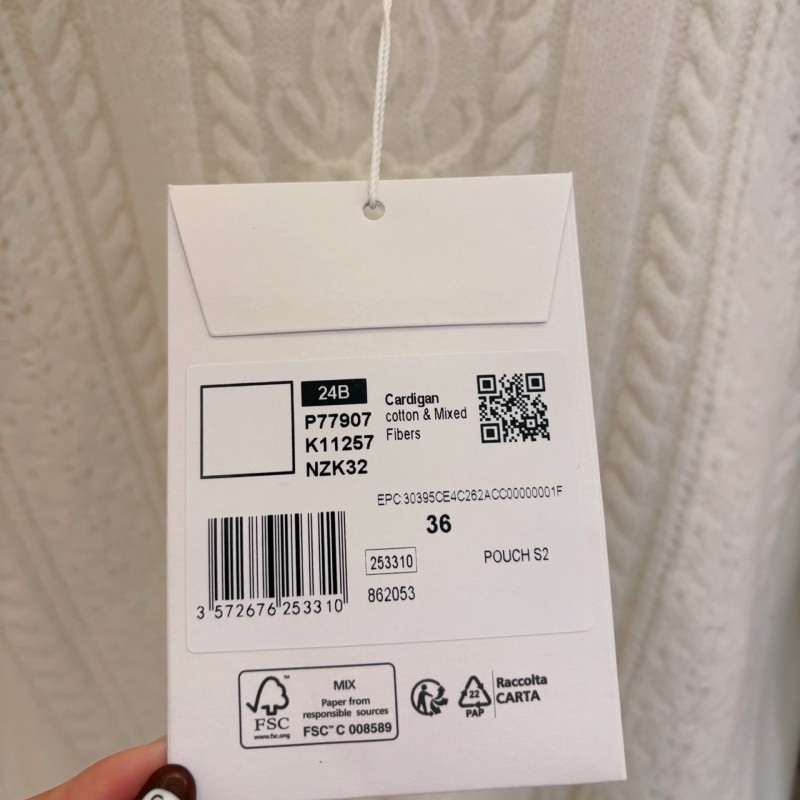 24B
P77907
K11257
NZK32
Cardigan
cotton & Mixed
Fibers
EPC:30395CE4C262ACC00000001F
36
253310
POUCH S2
862053
3 572676 253310
FSC
www.fsc.org
™
MIX
Paper from
responsible sources
FSC™ C 008589
22
PAP
Raccolta
CARTA